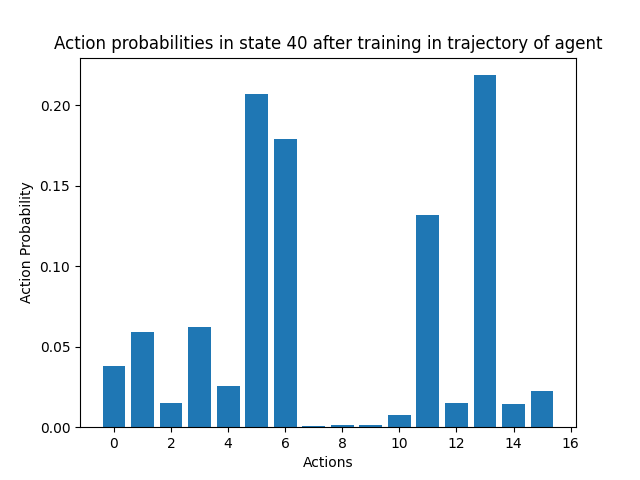 Action probabilities in state 40 after training in trajectory of agent
0.20
0.15
0.10
0.05
0.00
Action Probability
0 2 4 6 8 10 12 14 16
Actions